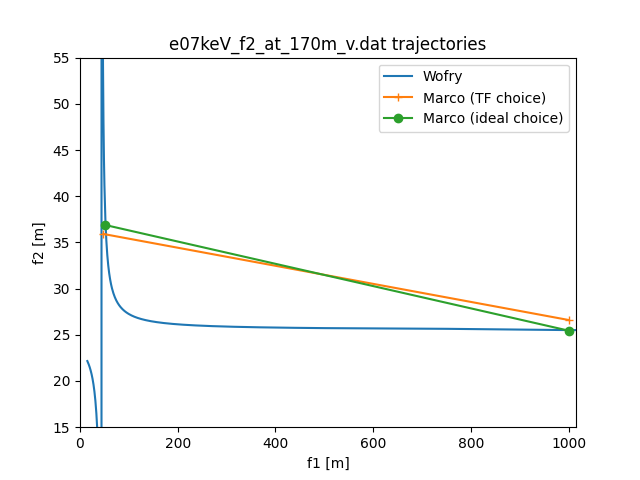 e07keV_f2_at_170m_v.dat trajectories
Wofry
Marco (TF choice)
Marco (ideal choice)
f2 [m]
55
50
45
40
35
30
25
20
15
0 200 400 600 800 1000
f1 [m]